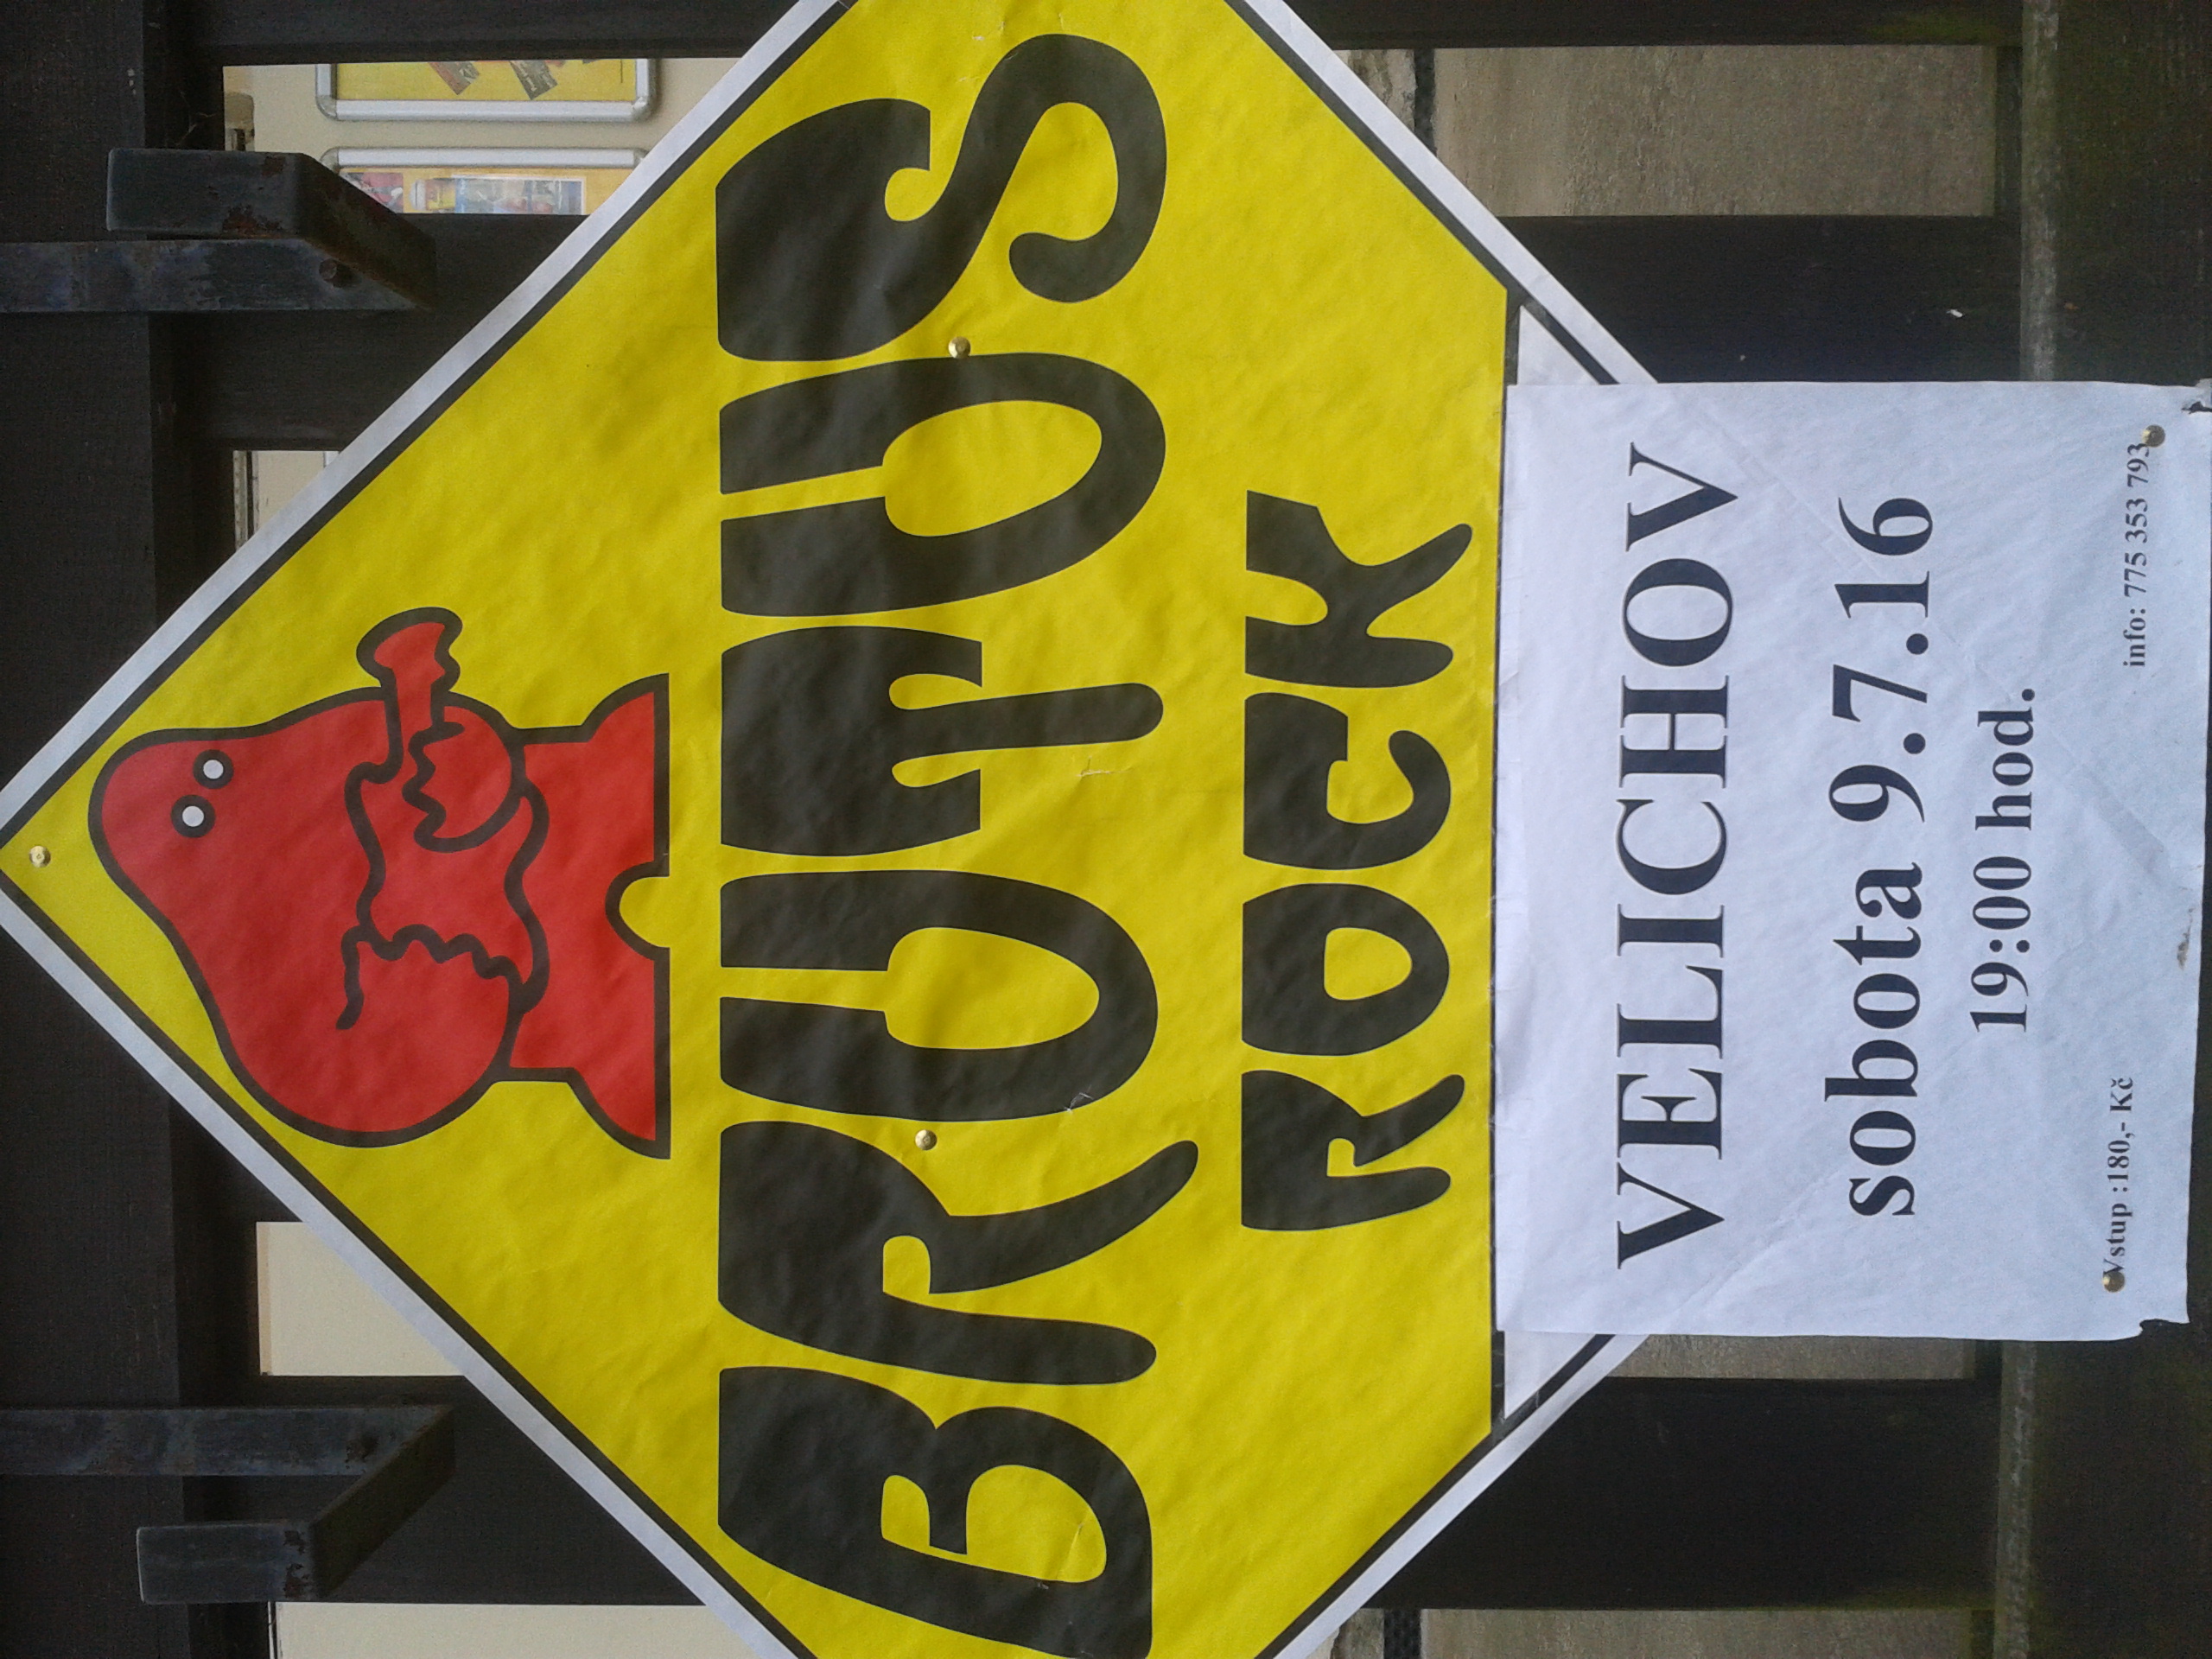 BRUTUS
ROCK
VELICHOV
sobota 9.7.16
19:00 hod.
Vstup :180,- Kč
info: 775 353 793